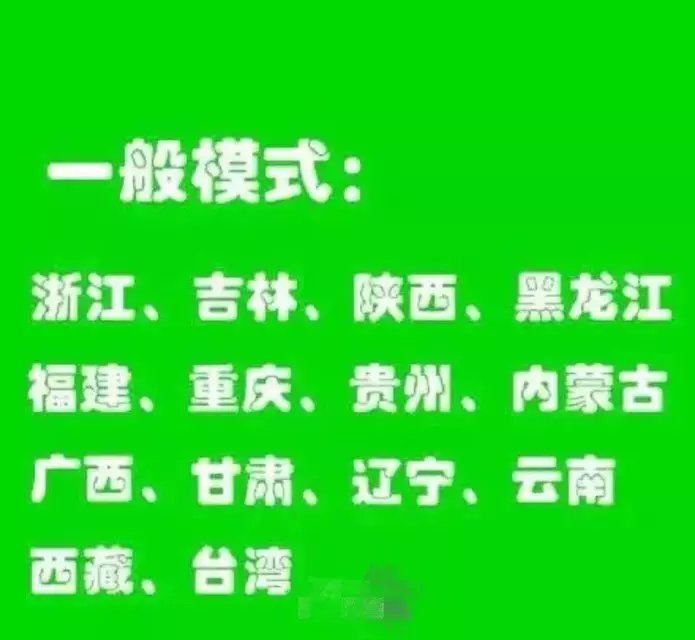 一般模式：
浙江、吉林、陕西、黑龙江
福建、重庆、贵州、内蒙古
广西、甘肃、辽宁、云南
西藏、台湾